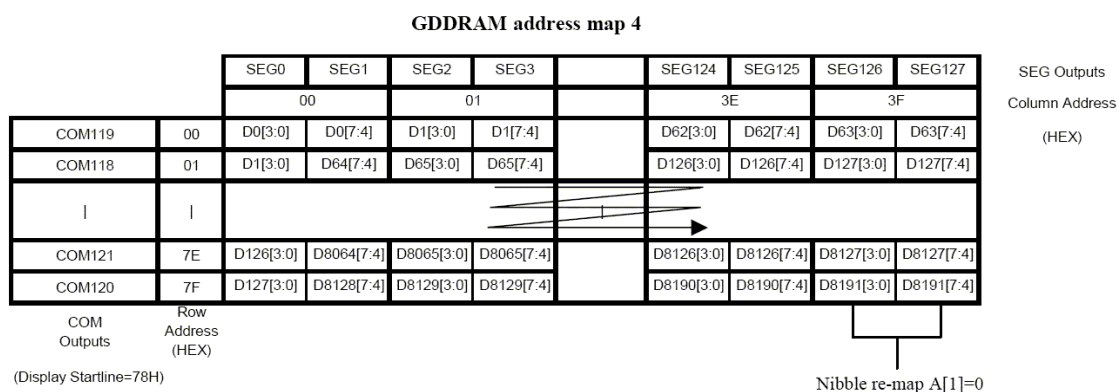 GDDRAM address map 4
SEG0 SEG1 SEG2 SEG3 SEG124 SEG125 SEG126 SEG127 SEG Outputs
00 01 3E 3F Column Address
COM119 00 D0[3:0] D0[7:4] D1[3:0] D1[7:4] D62[3:0] D62[7:4] D63[3:0] D63[7:4] (HEX)
COM118 01 D1[3:0] D64[7:4] D65[3:0] D65[7:4] D126[3:0] D126[7:4] D127[3:0] D127[7:4]
| | |
COM121 7E D126[3:0] D8064[7:4] D8065[3:0] D8065[7:4] D8126[3:0] D8126[7:4] D8127[3:0] D8127[7:4]
COM120 7F D127[3:0] D8128[7:4] D8129[3:0] D8129[7:4] D8190[3:0] D8190[7:4] D8191[3:0] D8191[7:4]
COM Row
Outputs Address
(HEX)
(Display Startline=78H)
Nibble re-map A[1]=0